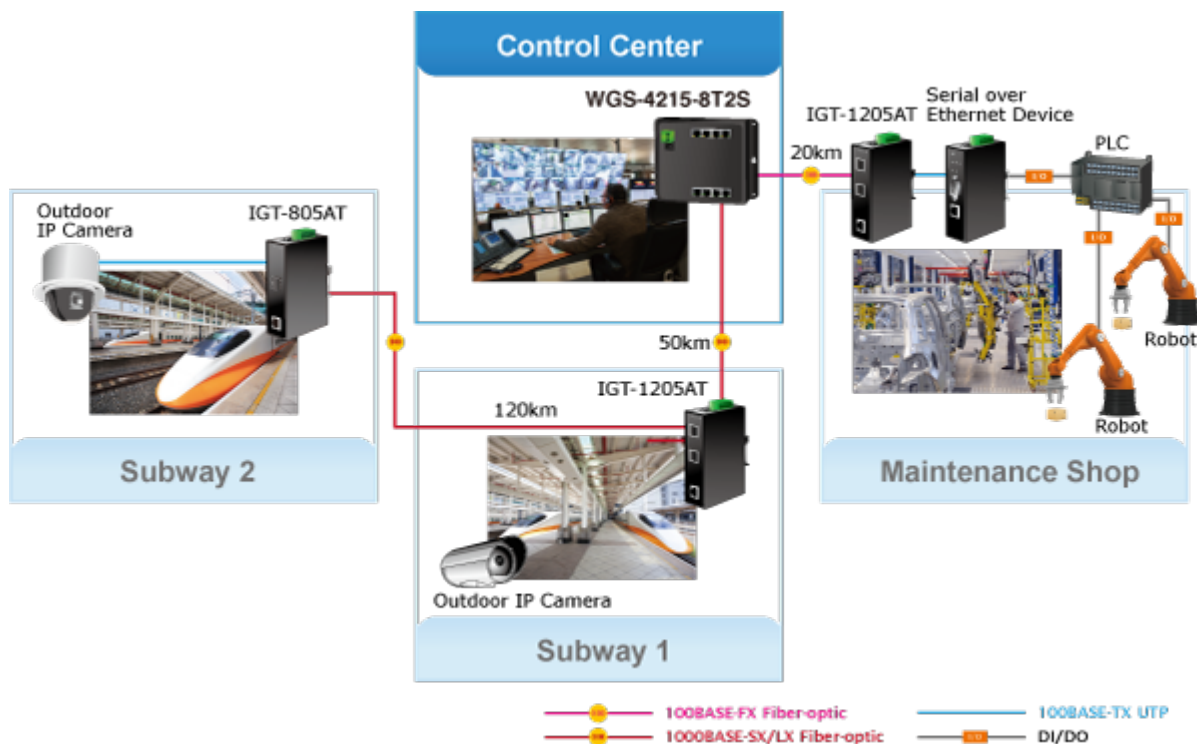 Control Center
WGS-4215-8T2S
IGT-1205AT
Serial over
Ethernet Device
PLC
20km
I/O
I/O
I/O
Outdoor
IP Camera
IGT-805AT
Robot
50km
IGT-1205AT
120km
Robot
Subway 2
Maintenance Shop
Outdoor IP Camera
Subway 1
100BASE-FX Fiber-optic
100BASE-TX UTP
1000BASE-SX/LX Fiber-optic
I/O
DI/DO